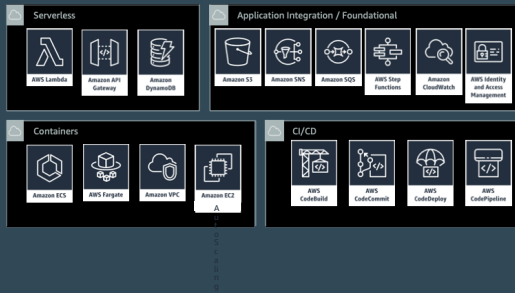 Serverless
AWS Lambda
Amazon API
Gateway
Amazon
DynamoDB
Application Integration / Foundational
Amazon S3
Amazon SNS
Amazon SQS
AWS Step
Functions
Amazon
CloudWatch
AWS Identity
and Access
Management
Containers
Amazon ECS
AWS Fargate
Amazon VPC
Amazon EC2
A
CI/CD
AWS
CodeBuild
AWS
CodeCommit
AWS
CodeDeploy
AWS
CodePipeline